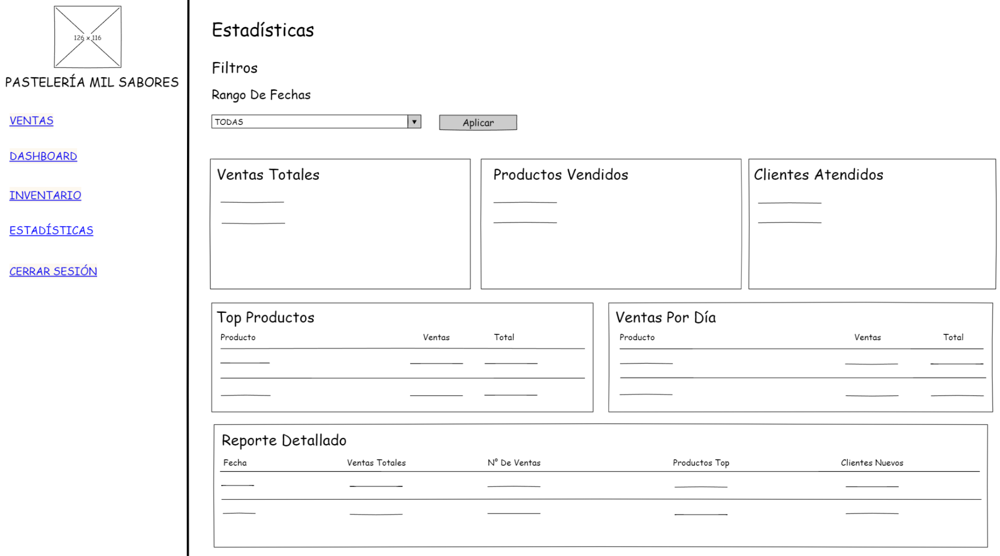 126 x 116
PASTELERÍA MIL SABORES
VENTAS
DASHBOARD
INVENTARIO
ESTADÍSTICAS
CERRAR SESIÓN
Estadísticas
Filtros
Rango De Fechas
TODAS
Aplicar
Ventas Totales
Productos Vendidos
Clientes Atendidos
Top Productos
Producto Ventas Total
Ventas Por Día
Producto Ventas Total
Reporte Detallado
Fecha Ventas Totales N° De Ventas Productos Top Clientes Nuevos